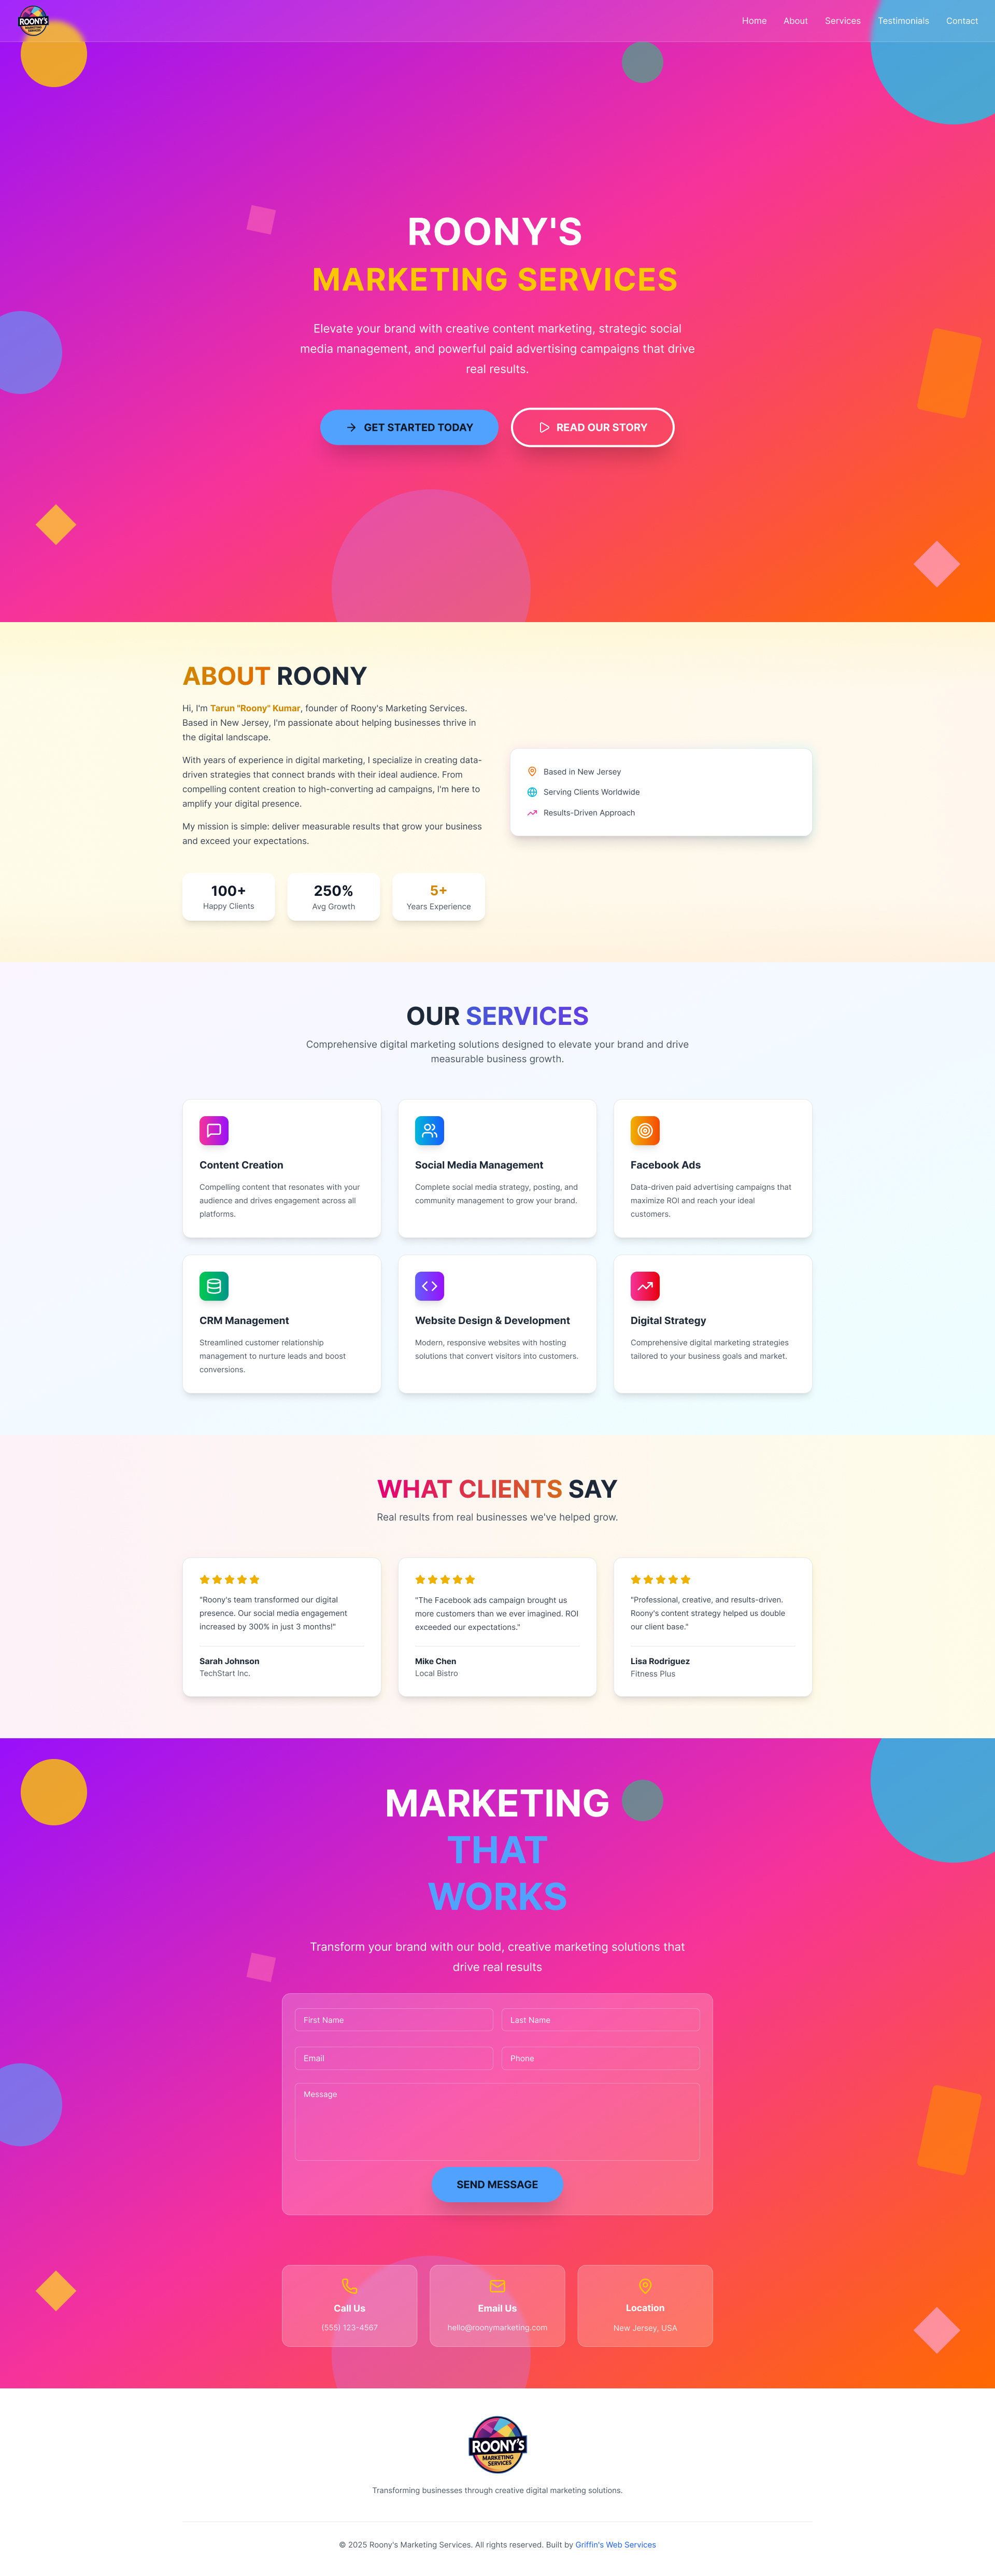 ROONY'S
MARKETING
SERVICES
Home About Services Testimonials Contact
ROONY'S
MARKETING SERVICES
Elevate your brand with creative content marketing, strategic social
media management, and powerful paid advertising campaigns that drive
real results.
GET STARTED TODAY
READ OUR STORY
ABOUT ROONY
Hi, I'm Tarun "Roony" Kumar, founder of Roony's Marketing Services.
Based in New Jersey, I'm passionate about helping businesses thrive in
the digital landscape.
With years of experience in digital marketing, I specialize in creating data-
driven strategies that connect brands with their ideal audience. From
compelling content creation to high-converting ad campaigns, I'm here to
amplify your digital presence.
My mission is simple: deliver measurable results that grow your business
and exceed your expectations.
100+
Happy Clients
250%
Avg Growth
5+
Years Experience
Based in New Jersey
Serving Clients Worldwide
Results-Driven Approach
OUR SERVICES
Comprehensive digital marketing solutions designed to elevate your brand and drive
measurable business growth.
Content Creation
Compelling content that resonates with your
audience and drives engagement across all
platforms.
Social Media Management
Complete social media strategy, posting, and
community management to grow your brand.
Facebook Ads
Data-driven paid advertising campaigns that
maximize ROI and reach your ideal
customers.
CRM Management
Streamlined customer relationship
management to nurture leads and boost
conversions.
Website Design & Development
Modern, responsive websites with hosting
solutions that convert visitors into customers.
Digital Strategy
Comprehensive digital marketing strategies
tailored to your business goals and market.
WHAT CLIENTS SAY
Real results from real businesses we've helped grow.
"Roony's team transformed our digital
presence. Our social media engagement
increased by 300% in just 3 months!"
Sarah Johnson
TechStart Inc.
"The Facebook ads campaign brought us
more customers than we ever imagined. ROI
exceeded our expectations."
Mike Chen
Local Bistro
"Professional, creative, and results-driven.
Roony's content strategy helped us double
our client base."
Lisa Rodriguez
Fitness Plus
MARKETING
THAT
WORKS
Transform your brand with our bold, creative marketing solutions that
drive real results
First Name
Last Name
Email
Phone
Message
SEND MESSAGE
Call Us
(555) 123-4567
Email Us
hello@roonymarketing.com
Location
New Jersey, USA
ROONY'S
MARKETING
SERVICES
Transforming businesses through creative digital marketing solutions.
© 2025 Roony's Marketing Services. All rights reserved. Built by Griffin's Web Services